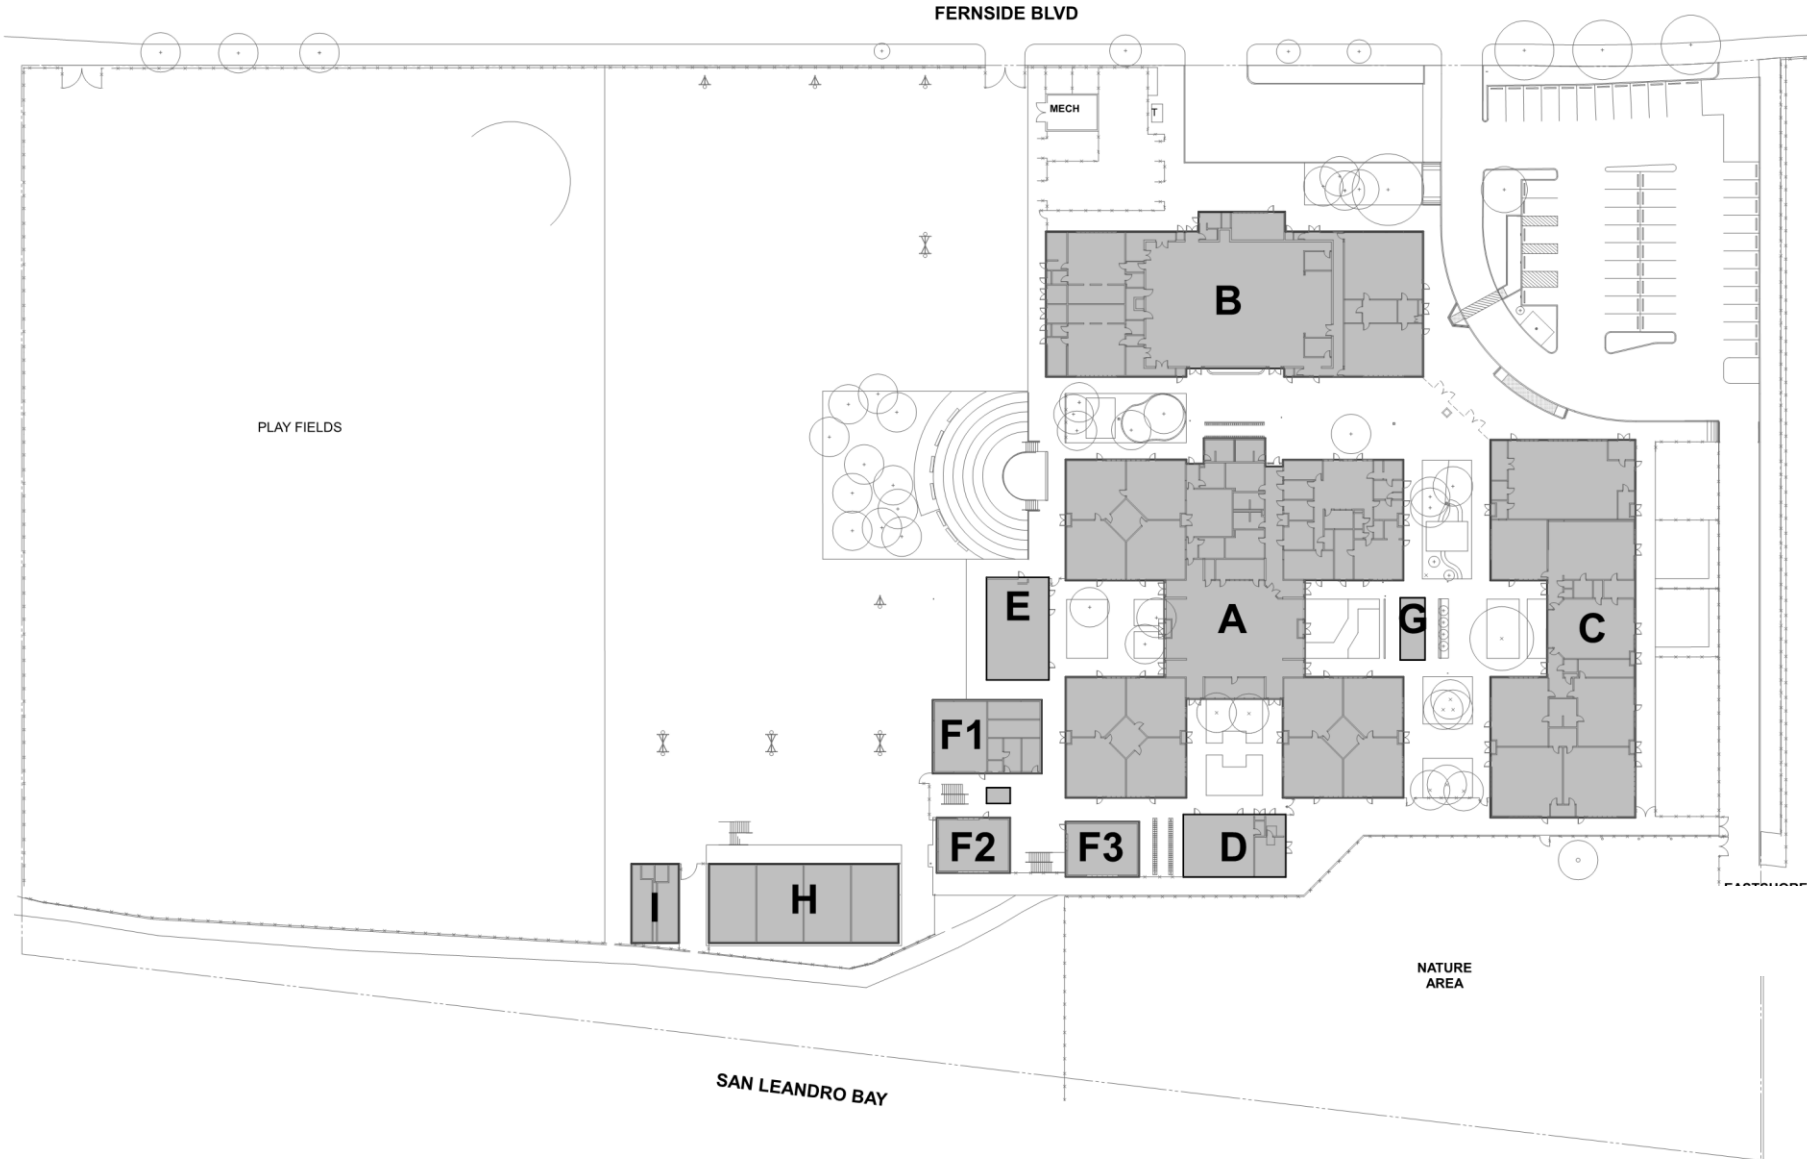 FERNSIDE BLVD
MECH
T
B
PLAY FIELDS
E
A
G
C
F1
F2
F3
D
I
H
NATURE
AREA
SAN LEANDRO BAY